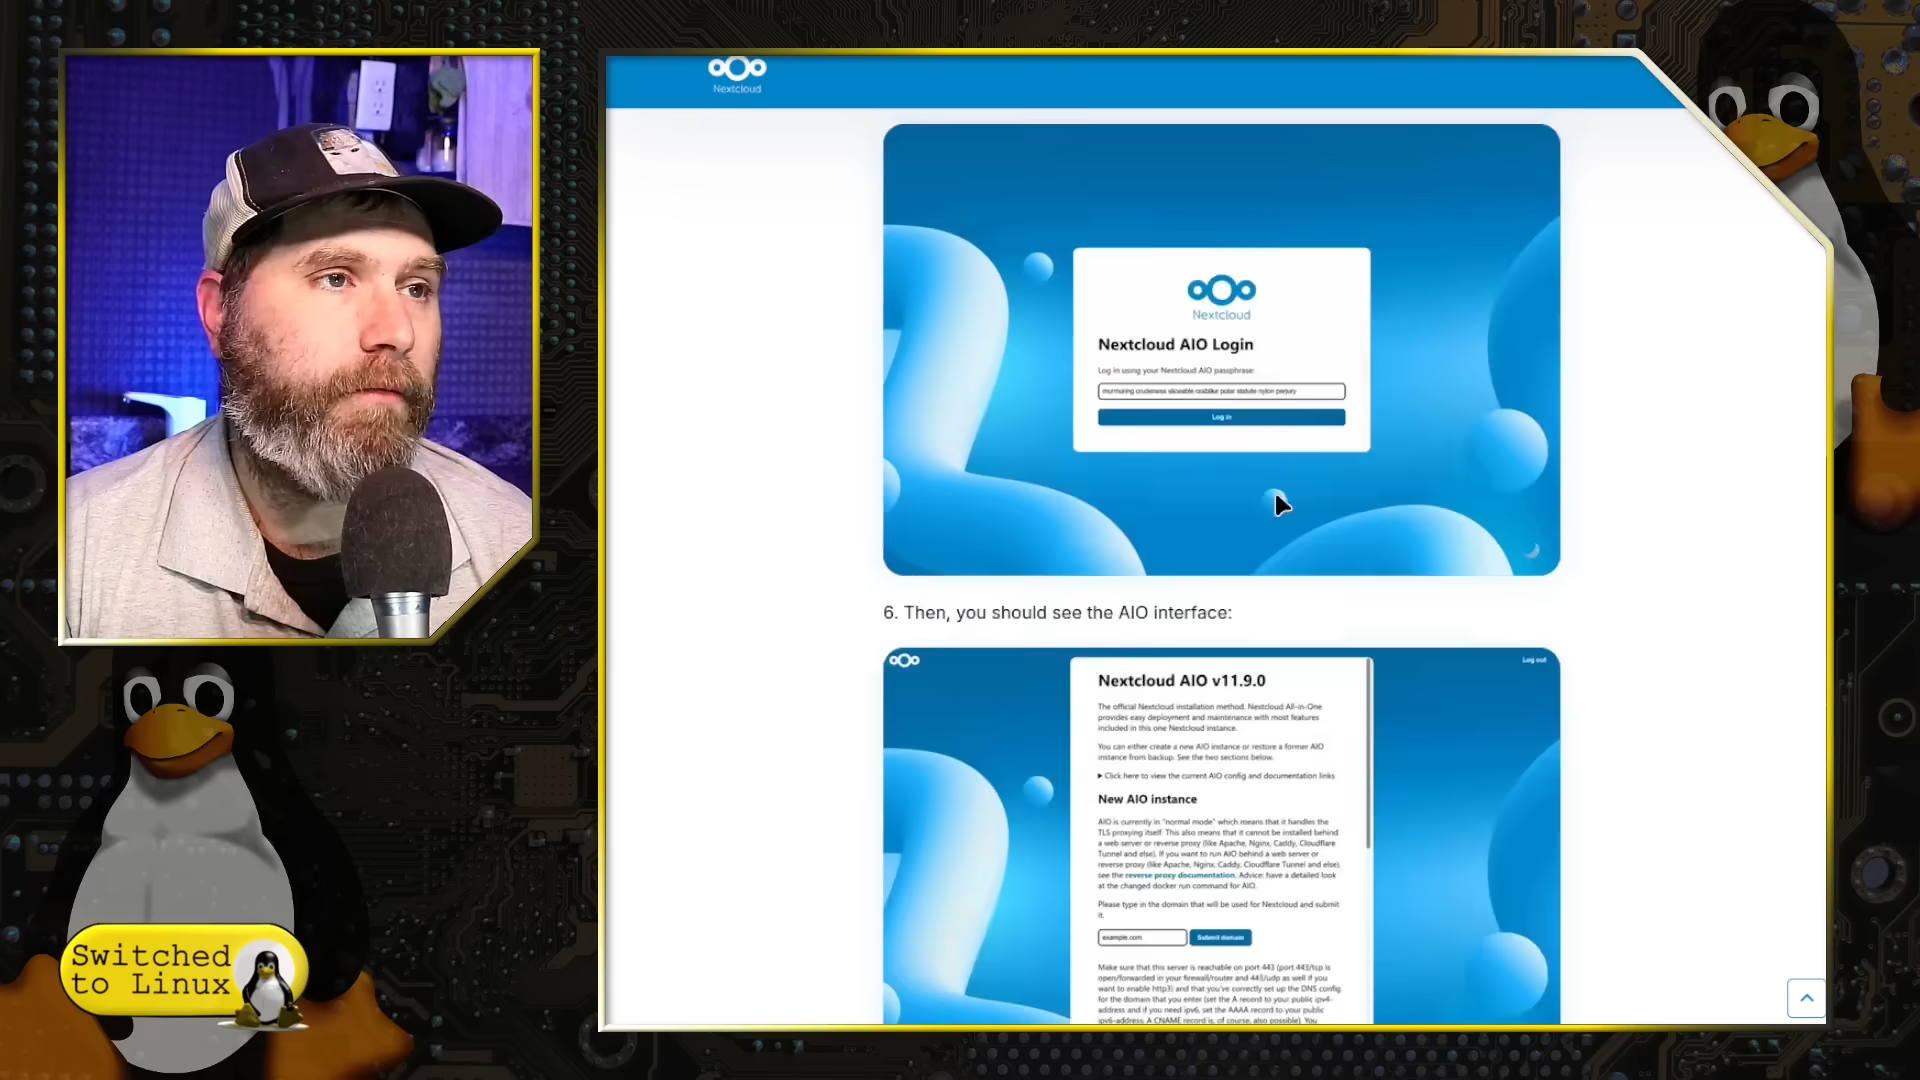 Nextcloud
Nextcloud
Nextcloud AIO Login
Log in using your Nextcloud AIO passphrase:
Log in
6. Then, you should see the AIO interface:
Log out
Nextcloud AIO v11.9.0
The official Nextcloud installation method. Nextcloud All-in-One
provides easy deployment and maintenance with most features
included in this one Nextcloud instance.
You can either create a new AIO instance or restore a former AIO
instance from backup. See the two sections below.
Click here to view the current AIO config and documentation links
New AIO instance
AIO is currently in "normal mode" which means that it handles the
TLS proxying itself. This also means that it cannot be installed behind
a web server or reverse proxy (like Apache, Nginx, Caddy, Cloudflare
Tunnel and else). If you want to run AIO behind a web server or
reverse proxy (like Apache, Nginx, Caddy, Cloudflare Tunnel and else),
see the reverse proxy documentation. Advice: have a detailed look
at the changed docker run command for AIO.
Please type in the domain that will be used for Nextcloud and submit
it.
example.com Submit domain
Make sure that this server is reachable on port 443 (port 443/tcp is
open/forwarded in your firewall/router and 443/udp as well if you
want to enable http3) and that you've correctly set up the DNS config
for the domain that you enter (set the A record to your public ipv4-
address and if you need ipv6, set the AAAA record to your public
ipv6-address. A CNAME record is, of course, also possible). You
Switched
to Linux